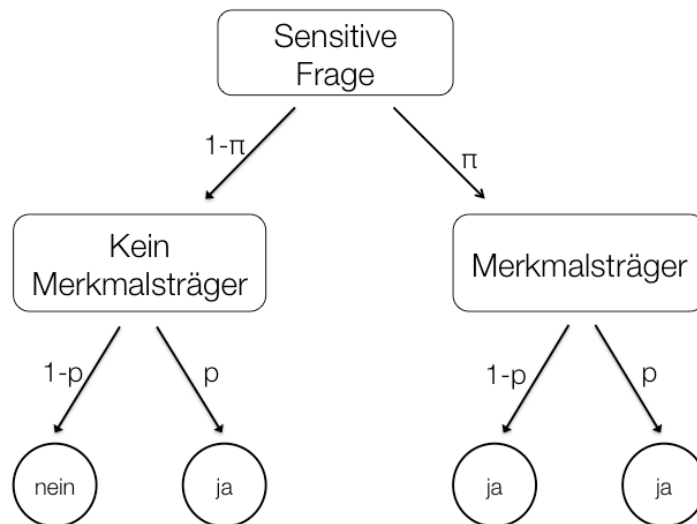 Sensitive
Frage
1-π
π
Kein
Merkmalsträger
Merkmalsträger
1-p
p
1-p
p
nein
ja
ja
ja